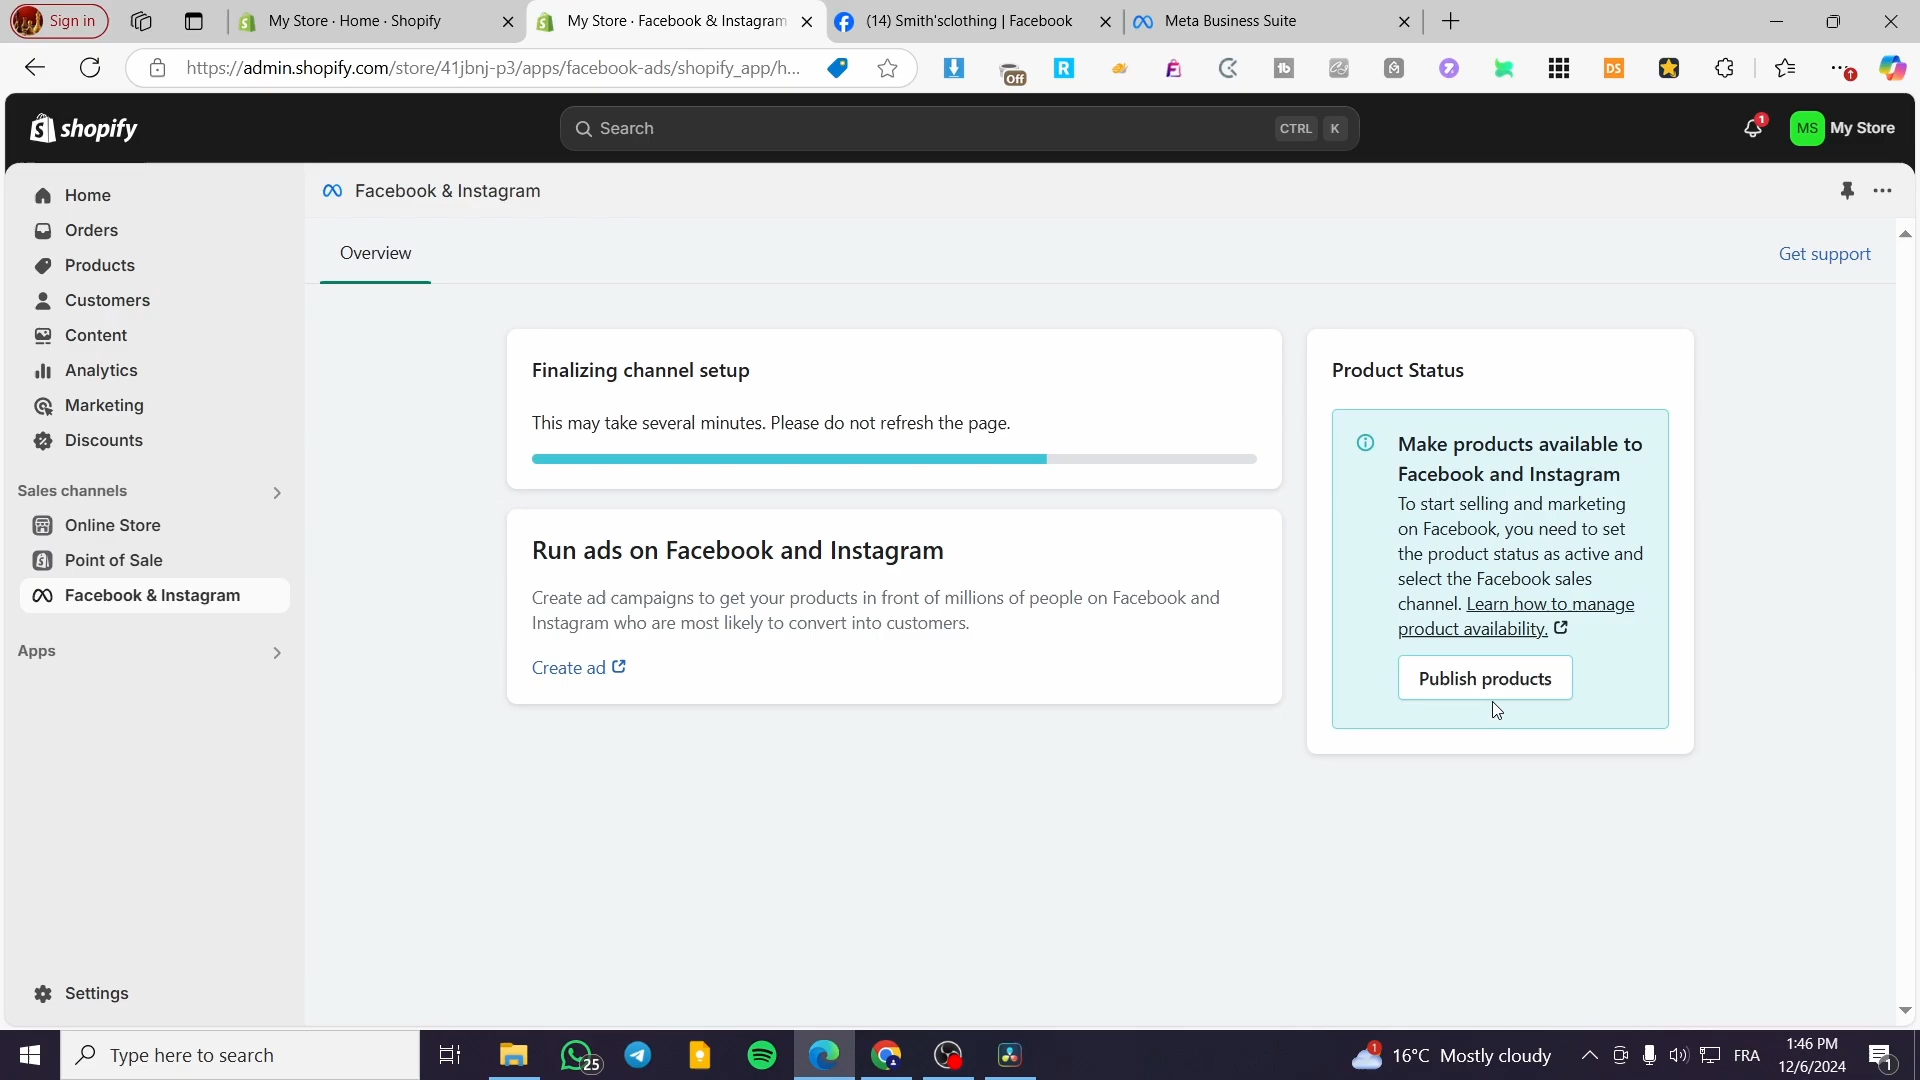 Sign in
My Store · Home · Shopify
My Store · Facebook & Instagram
(14) Smith'sclothing | Facebook
Meta Business Suite
https://admin.shopify.com/store/41jbnj-p3/apps/facebook-ads/shopify_app/h...
Off
R
tb
DS
shopify
Search
CTRL K
1
MS My Store
Home
Orders
Products
Customers
Content
Analytics
Marketing
Discounts
Sales channels
Online Store
Point of Sale
Facebook & Instagram
Apps
Settings
Facebook & Instagram
Overview
Get support
Finalizing channel setup
This may take several minutes. Please do not refresh the page.
Run ads on Facebook and Instagram
Create ad campaigns to get your products in front of millions of people on Facebook and
Instagram who are most likely to convert into customers.
Create ad
Product Status
Make products available to
Facebook and Instagram
To start selling and marketing
on Facebook, you need to set
the product status as active and
select the Facebook sales
channel. Learn how to manage
product availability.
Publish products
Type here to search
25
1
16°C Mostly cloudy
FRA
1:46 PM
12/6/2024
1